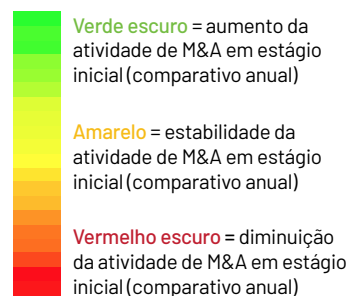 Verde escuro = aumento da
atividade de M&A em estágio
inicial (comparativo anual)
Amarelo = estabilidade da
atividade de M&A em estágio
inicial (comparativo anual)
Vermelho escuro = diminuição
da atividade de M&A em estágio
inicial (comparativo anual)